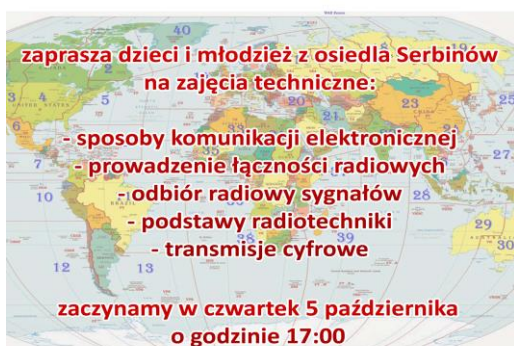 zaprasza dzieci i młodzież z osiedla Serbinów
na zajęcia techniczne:
- sposoby komunikacji elektronicznej
- prowadzenie łączności radiowych
- odbiór radiowy sygnałów
- podstawy radiotechniki
- transmisje cyfrowe
zaczynamy w czwartek 5 października
o godzinie 17:00